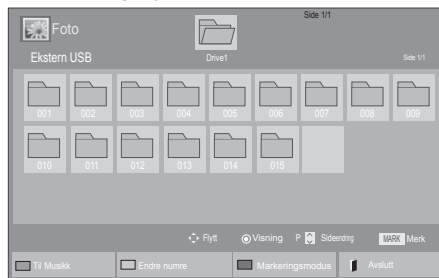 Side 1/1
Foto
Ekstern USB
Drive1
Side 1/1
001 002 003 004 005 006 007 008 009
010 011 012 013 014 015
Flytt Visning P Sideendring MARK Merk
Til Musikk Endre numre Markeringsmodus Avslutt